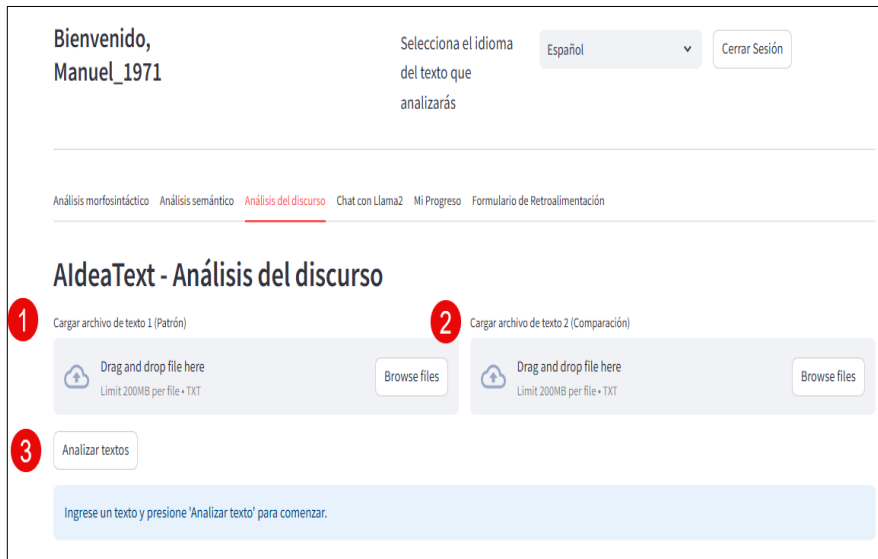 Bienvenido,
Manuel_1971
Selecciona el idioma
del texto que
analizarás
Español
Cerrar Sesión
Análisis morfosintáctico Análisis semántico Análisis del discurso Chat con Llama2 Mi Progreso Formulario de Retroalimentación
AIdeaText - Análisis del discurso
1
Cargar archivo de texto 1 (Patrón)
Drag and drop file here
Limit 200MB per file • TXT
Browse files
2
Cargar archivo de texto 2 (Comparación)
Drag and drop file here
Limit 200MB per file • TXT
Browse files
3
Analizar textos
Ingrese un texto y presione 'Analizar texto' para comenzar.